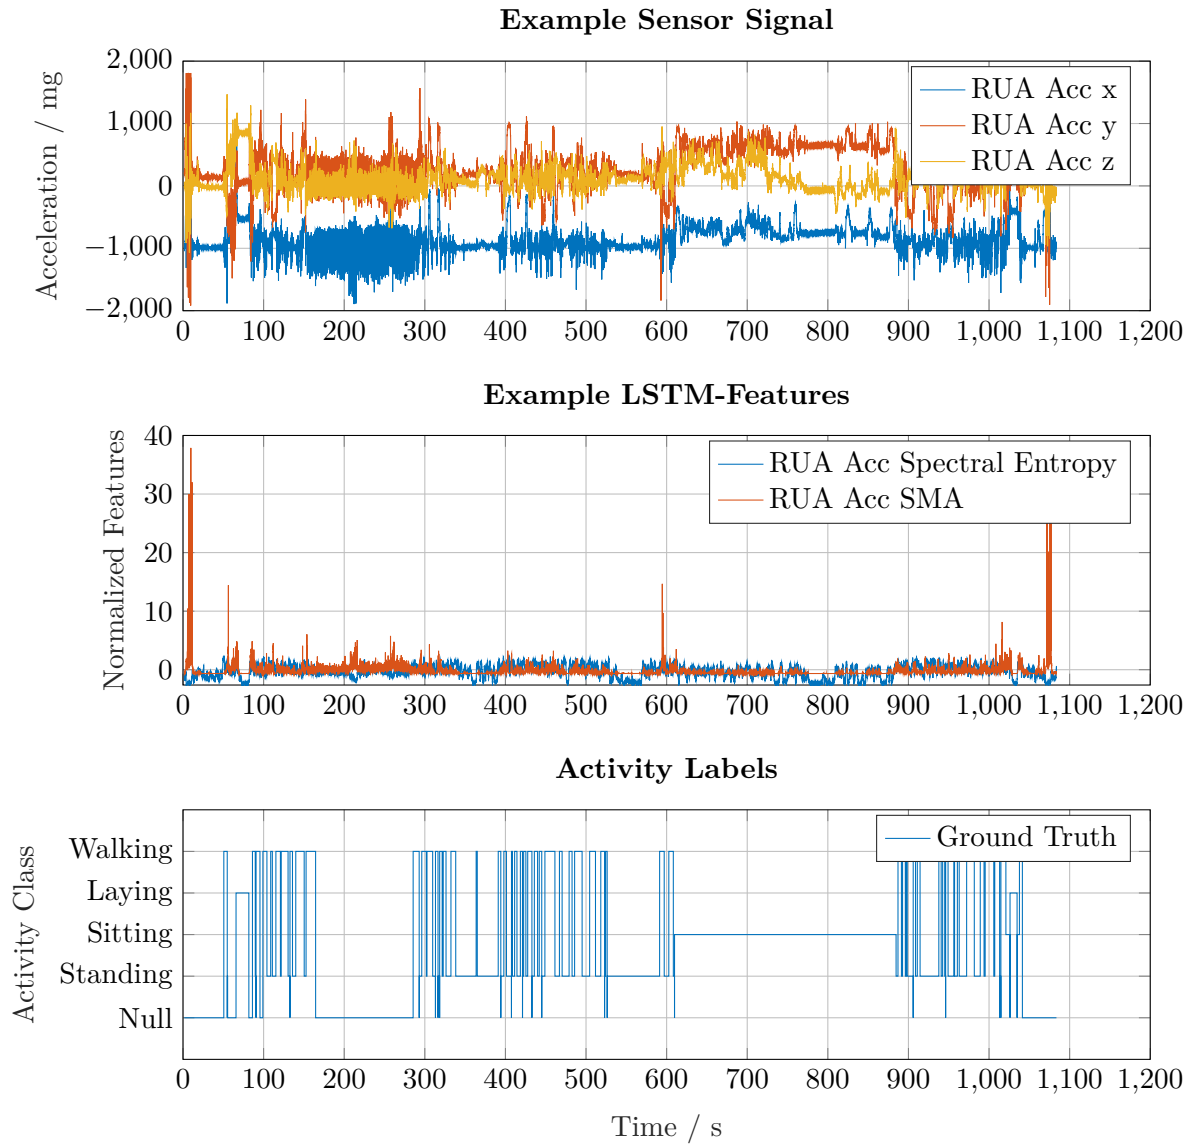 Example Sensor Signal
Acceleration / mg
2,000
1,000
0
−1,000
−2,000
RUA Acc x
RUA Acc y
RUA Acc z
0 100 200 300 400 500 600 700 800 900 1,000 1,100 1,200
Example LSTM-Features
Normalized Features
40
30
20
10
0
RUA Acc Spectral Entropy
RUA Acc SMA
0 100 200 300 400 500 600 700 800 900 1,000 1,100 1,200
Activity Labels
Activity Class
Walking
Laying
Sitting
Standing
Null
Ground Truth
0 100 200 300 400 500 600 700 800 900 1,000 1,100 1,200
Time / s